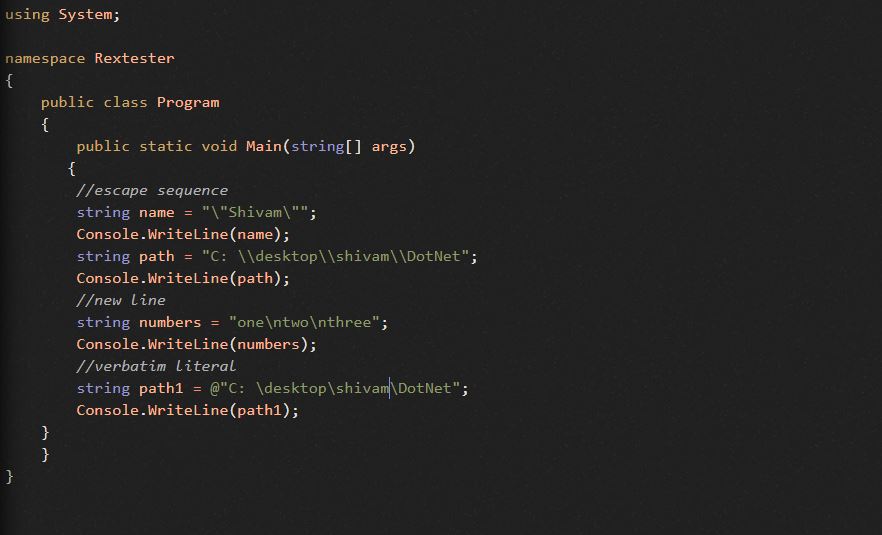 using System;

namespace Rextester
{
    public class Program
    {
        public static void Main(string[] args)
       {
        //escape sequence
        string name = "\"Shivam\"";
        Console.WriteLine(name);
        string path = "C: \\desktop\\shivam\\DotNet";
        Console.WriteLine(path);
        //new line
        string numbers = "one\ntwo\nthree";
        Console.WriteLine(numbers);
        //verbatim literal
        string path1 = @"C: \desktop\shivam\DotNet";
        Console.WriteLine(path1);
    }
    }
}